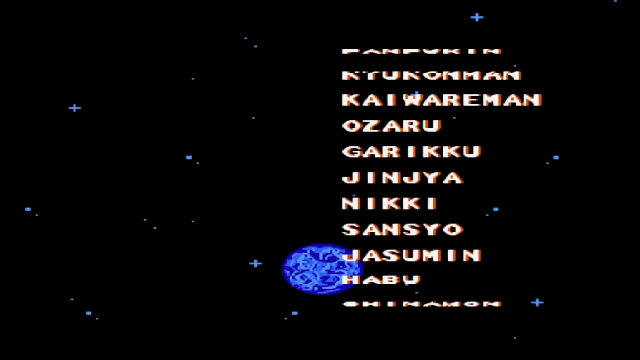 KYUKONMAN
KAIWAREMAN
OZARU
GARIKKU
JINJYA
NIKKI
SANSYO
JASUMIN
HABU